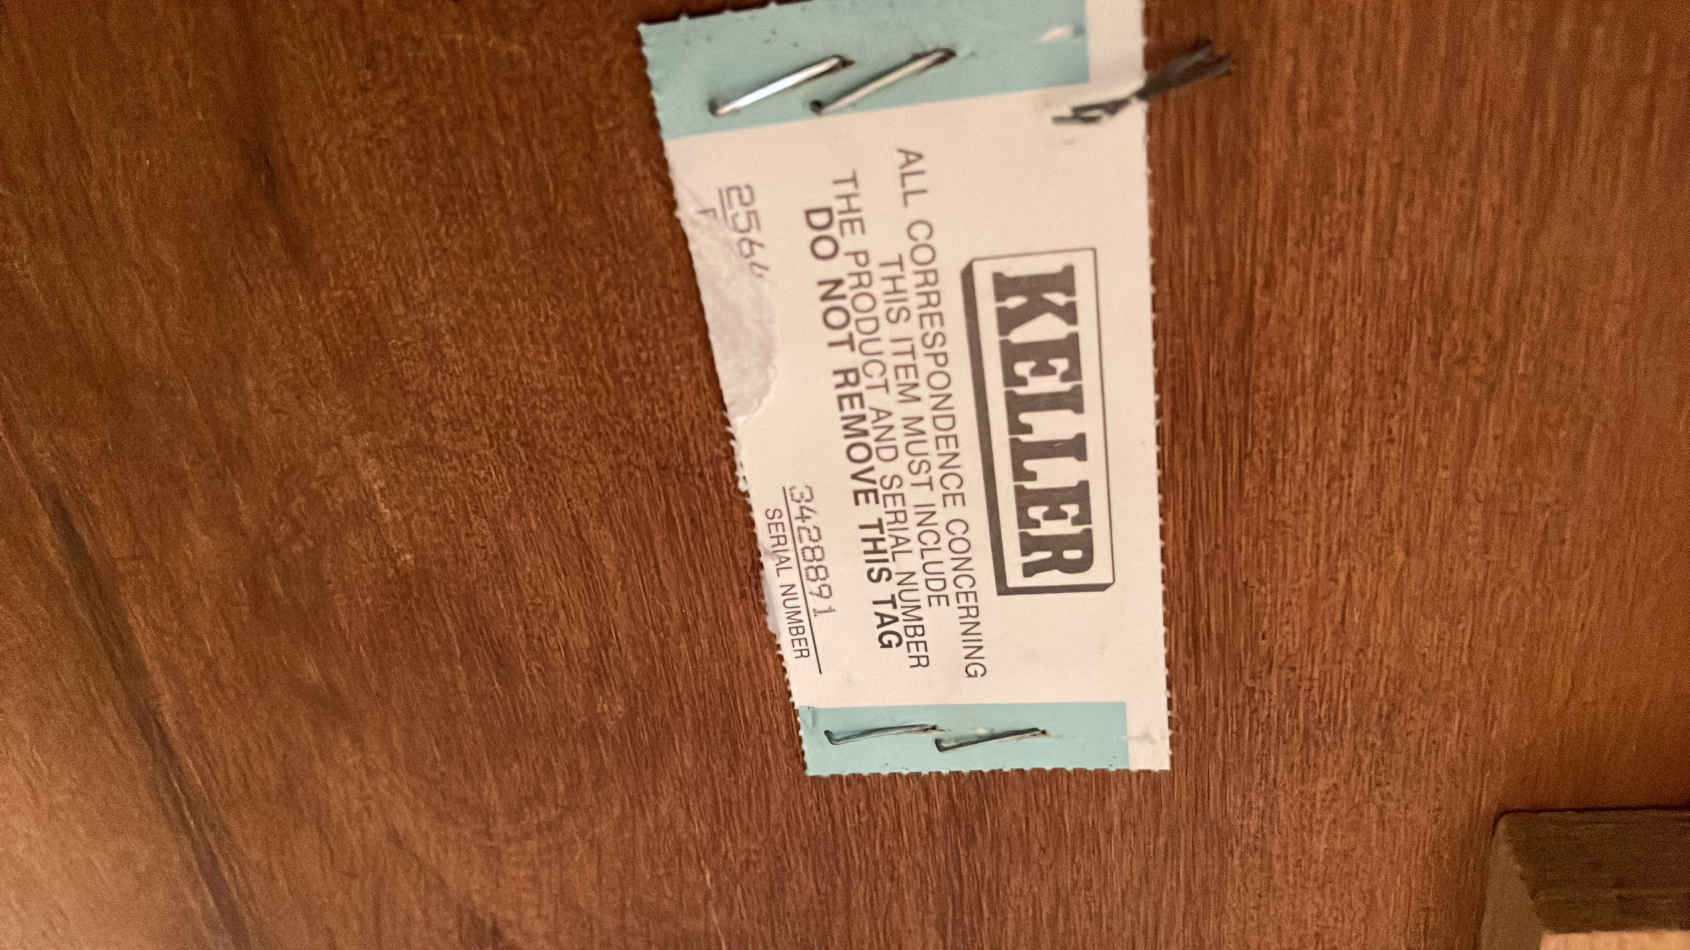 KELLER
ALL CORRESPONDENCE CONCERNING
THIS ITEM MUST INCLUDE
THE PRODUCT AND SERIAL NUMBER
DO NOT REMOVE THIS TAG
3428891
SERIAL NUMBER